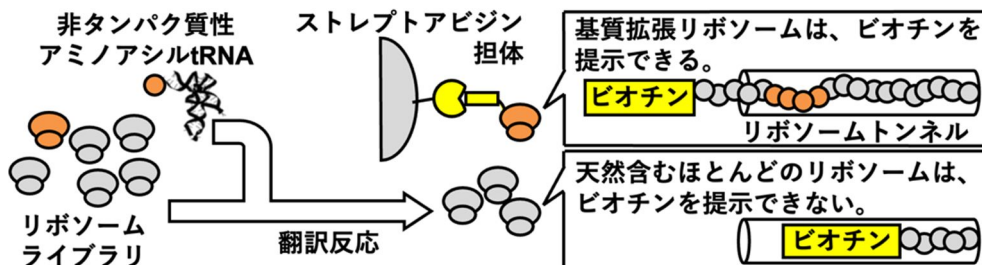 非タンパク質性
アミノアシルtRNA
ストレプトアビジン
担体
基質拡張リボソームは、ビオチンを
提示できる。
ビオチン
リボソームトンネル
リボソーム
ライブラリ
翻訳反応
天然含むほとんどのリボソームは、
ビオチンを提示できない。
ビオチン